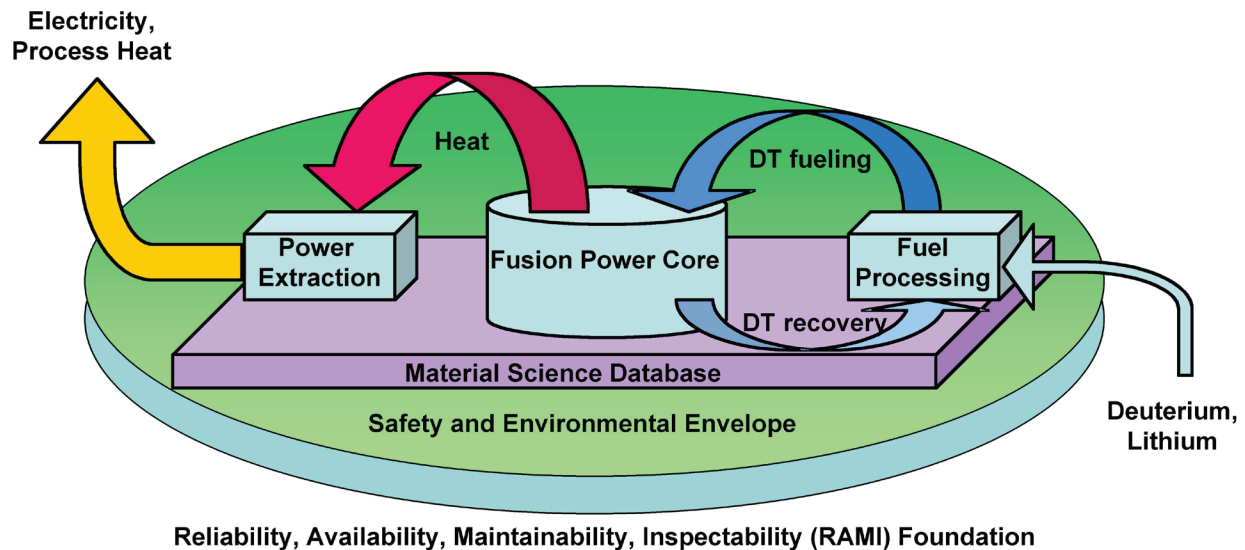 Electricity,
Process Heat
Heat
DT fueling
Power
Extraction
Fusion Power Core
Fuel
Processing
DT recovery
Material Science Database
Safety and Environmental Envelope
Deuterium,
Lithium
Reliability, Availability, Maintainability, Inspectability (RAMI) Foundation